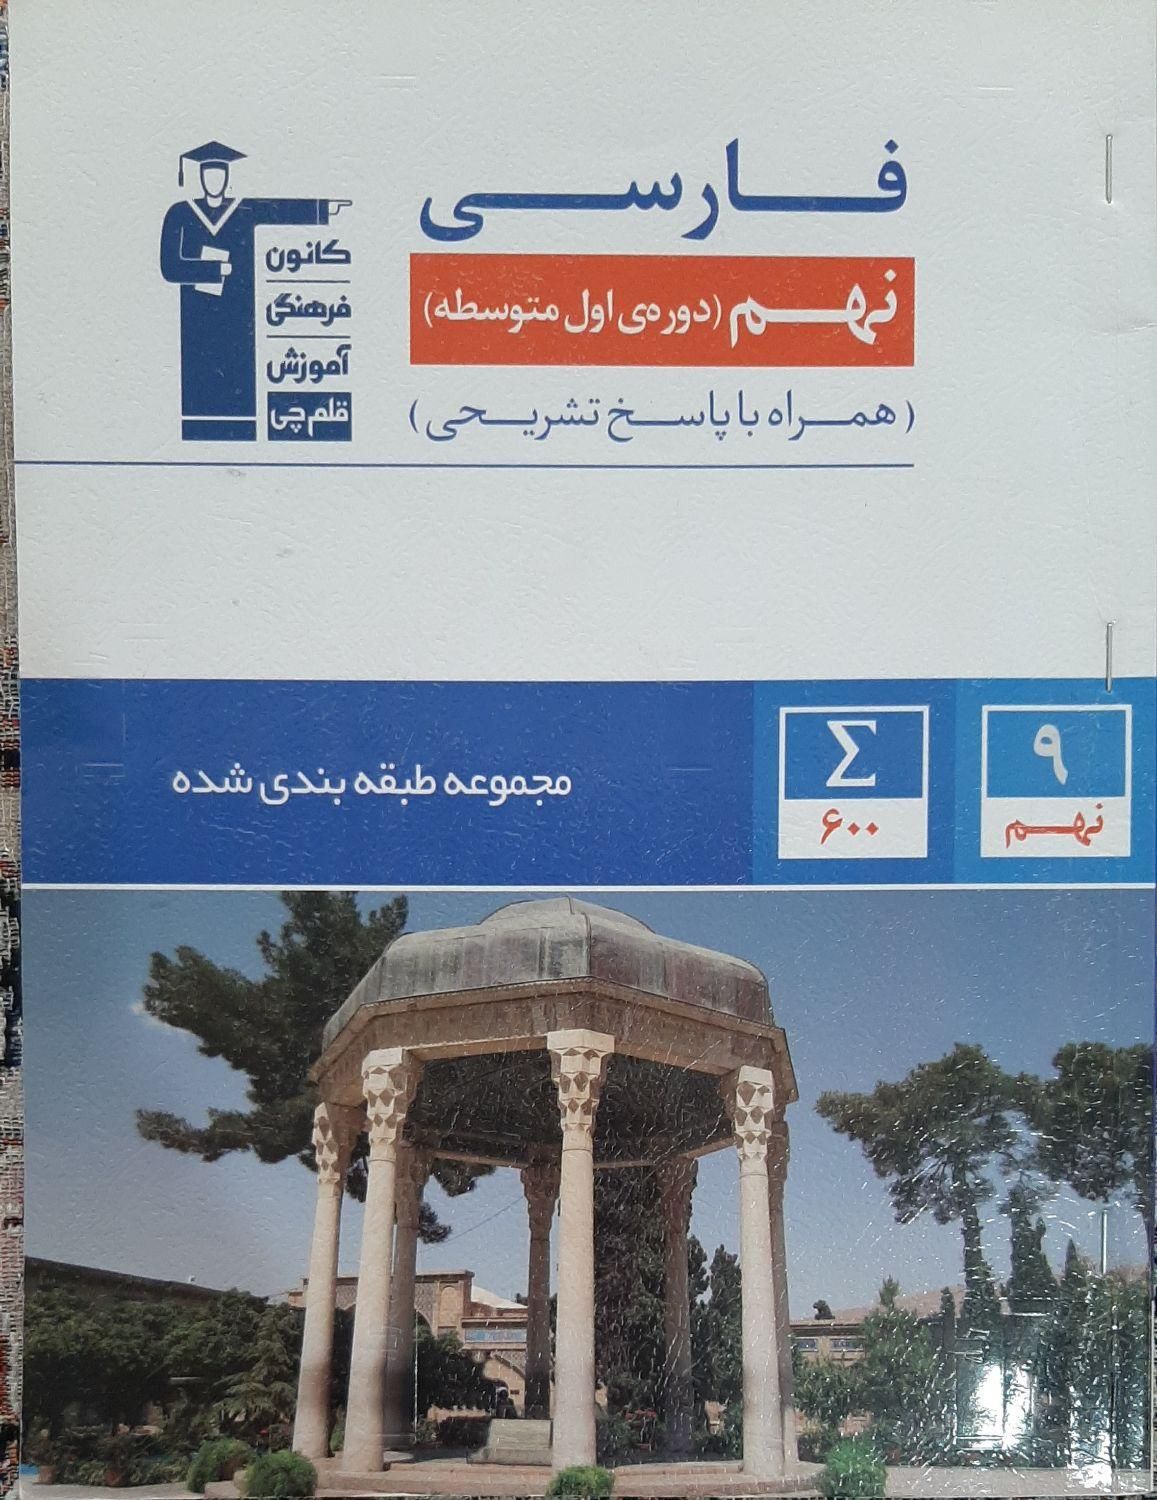 فارسی
نهم (دوره‌ی اول متوسطه)
(همراه با پاسخ تشریحی)
کانون
فرهنگی
آموزش
قلم‌چی
۹
نهم
Σ
۶۰۰
مجموعه طبقه بندی شده